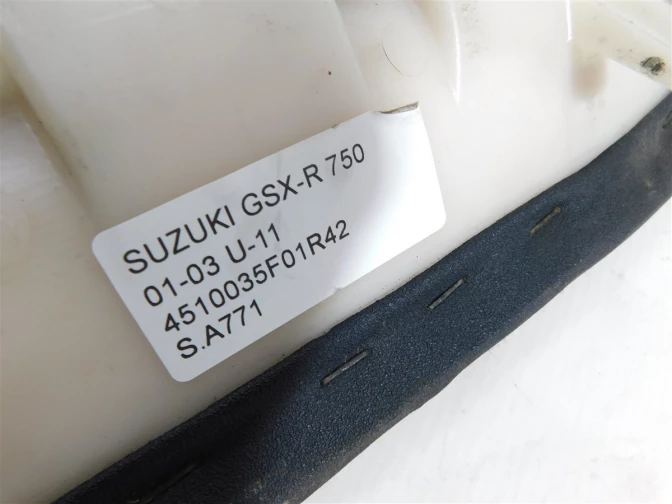 SUZUKI GSX-R 750
01-03 U-11
4510035F01R42
S.A771